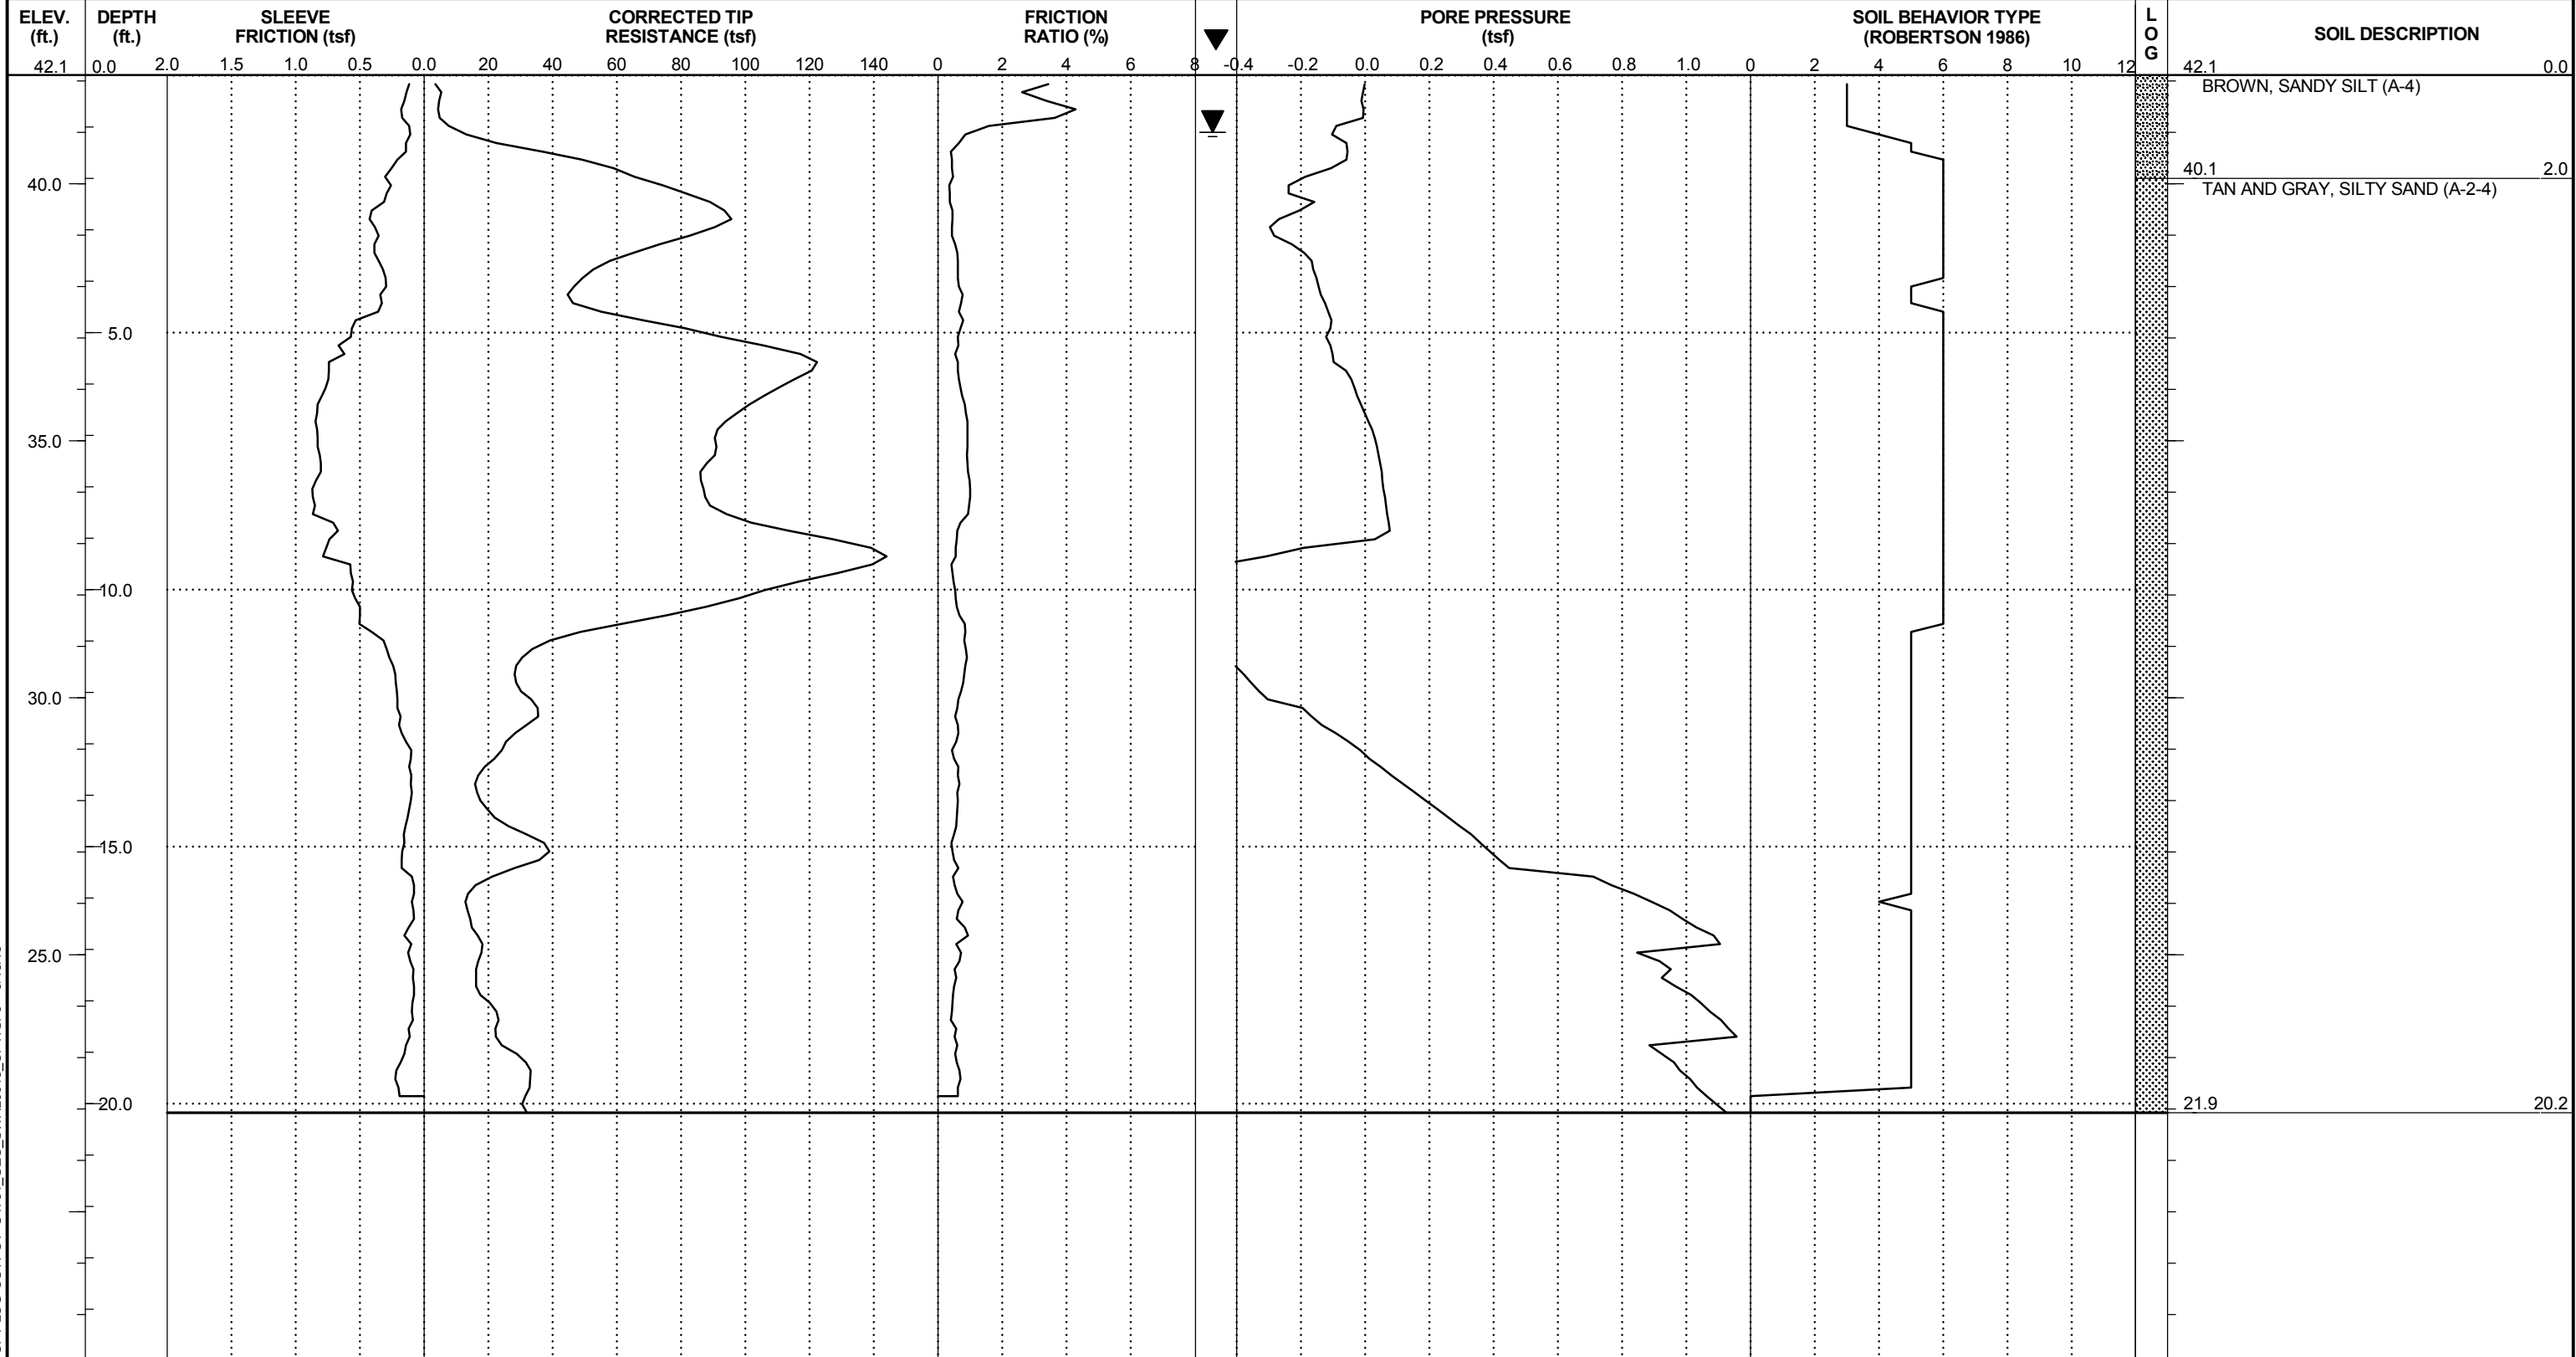 ELEV.
(ft.)
DEPTH
(ft.)
SLEEVE
FRICTION (tsf)
CORRECTED TIP
RESISTANCE (tsf)
FRICTION
RATIO (%)
PORE PRESSURE
(tsf)
SOIL BEHAVIOR TYPE
(ROBERTSON 1986)
L
O
G
SOIL DESCRIPTION
42.1 0.0 2.0 1.5 1.0 0.5 0.0 20 40 60 80 100 120 140 0 2 4 6 8 -0.4 -0.2 0.0 0.2 0.4 0.6 0.8 1.0 0 2 4 6 8 10 12 42.1 0.0
BROWN, SANDY SILT (A-4)
40.1 2.0
40.0 TAN AND GRAY, SILTY SAND (A-2-4)
5.0
35.0
10.0
30.0
15.0
25.0
20.0 21.9 20.2